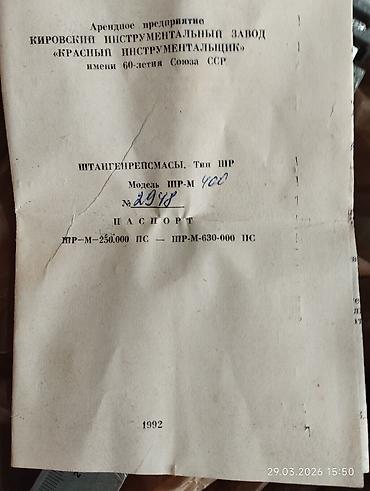 Арендное предприятие
КИРОВСКИЙ ИНСТРУМЕНТАЛЬНЫЙ ЗАВОД
«КРАСНЫЙ ИНСТРУМЕНТАЛЬЩИК»
имени 60-летия Союза ССР
ШТАНГЕНРЕЙСМАСЫ. Тип ШР
Модель ШР-М 400
№ 2948
ПАСПОРТ
ШР-М-250.000 ПС — ШР-М-630-000 ПС
1992
29.03.2026 15:50